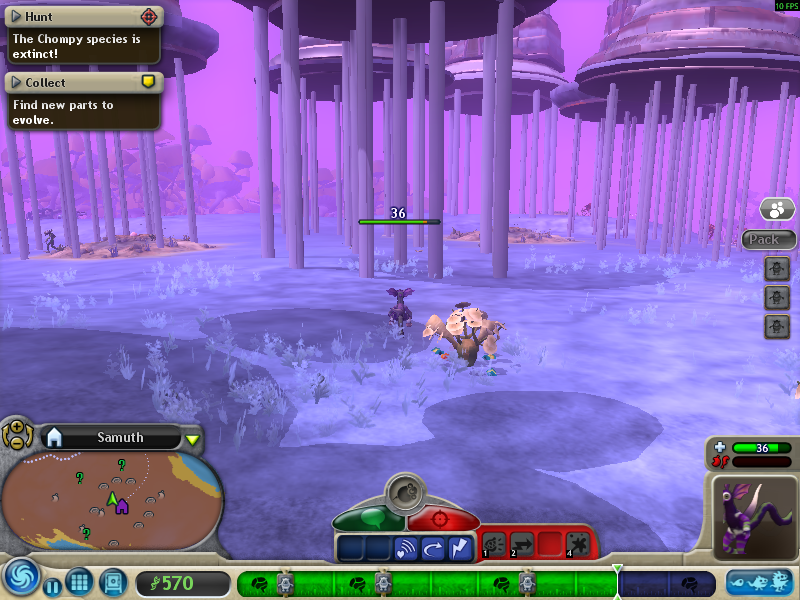 10 FPS
Hunt
The Chompy species is
extinct!
Collect
Find new parts to
evolve.
36
Pack
Samuth
36
1
2
4
570